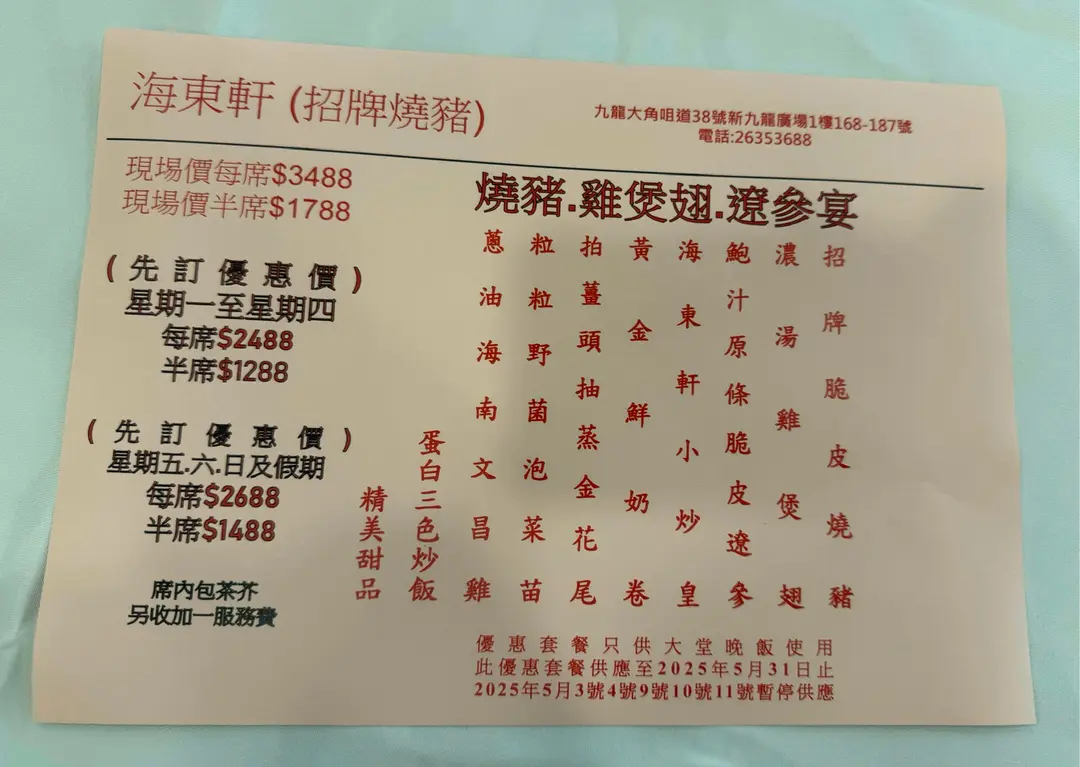 海東軒 (招牌燒豬)
九龍大角咀道38號新九龍廣場1樓168-187號
電話:26353688
現場價每席$3488
現場價半席$1788
(先訂優惠價)
星期一至星期四
每席$2488
半席$1288
(先訂優惠價)
星期五.六.日及假期
每席$2688
半席$1488
席內包茶芥
另收加一服務費
燒豬.雞煲翅.遼參宴
招牌脆皮燒豬
濃湯雞煲翅
鮑汁原條脆皮遼參
海東軒小炒皇
黃金鮮奶卷
拍薑頭抽蒸金花尾
粒粒野菌泡菜苗
蔥油海南文昌雞
蛋白三色炒飯
精美甜品
優惠套餐只供大堂晚飯使用
此優惠套餐供應至2025年5月31日止
2025年5月3號4號9號10號11號暫停供應